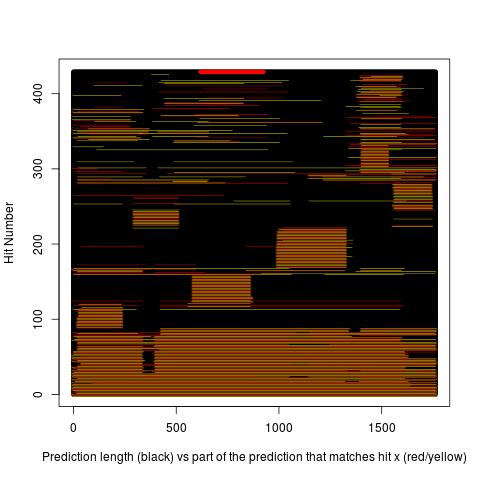 400
300
200
100
0
Hit Number
0 500 1000 1500
Prediction length (black) vs part of the prediction that matches hit x (red/yellow)